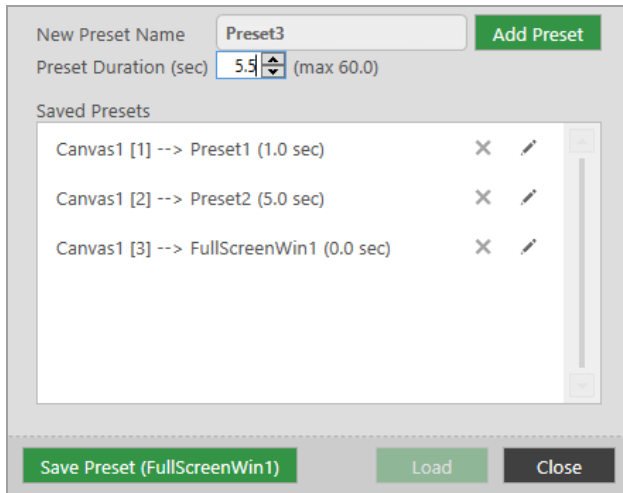 New Preset Name Preset3 Add Preset
Preset Duration (sec) 5.5 (max 60.0)
Saved Presets
Canvas1 [1] --> Preset1 (1.0 sec)
Canvas1 [2] --> Preset2 (5.0 sec)
Canvas1 [3] --> FullScreenWin1 (0.0 sec)
Save Preset (FullScreenWin1) Load Close